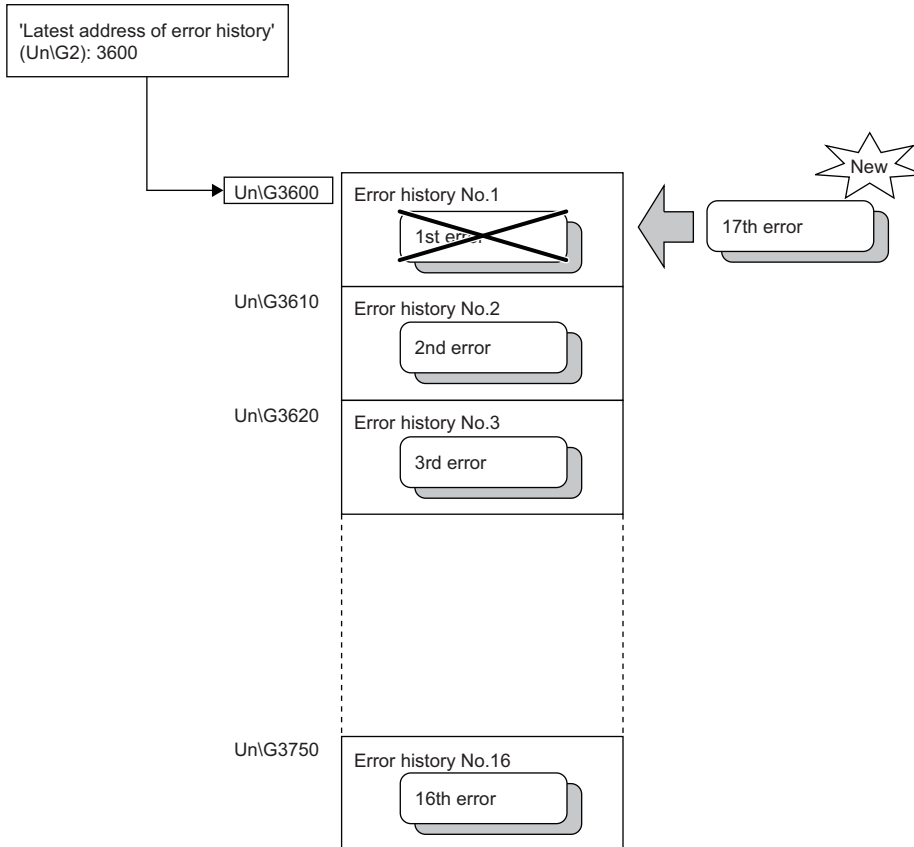 'Latest address of error history'
(Un\G2): 3600
New
Un\G3600
Error history No.1
1st error
17th error
Un\G3610
Error history No.2
2nd error
Un\G3620
Error history No.3
3rd error
Un\G3750
Error history No.16
16th error